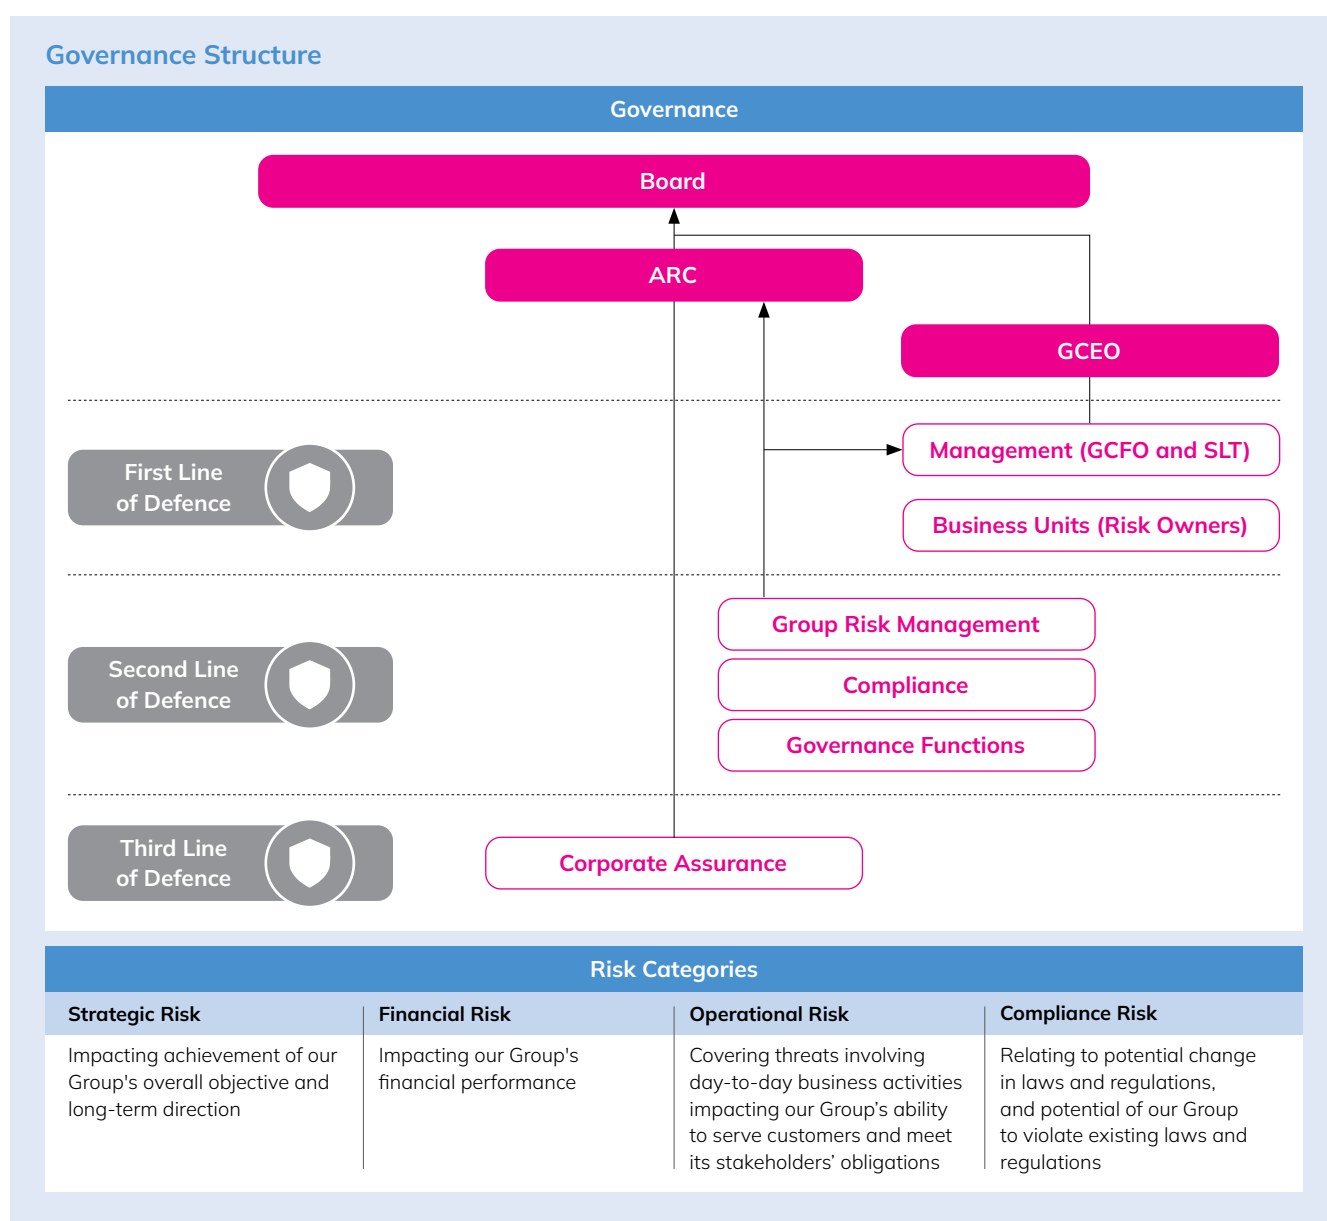 Governance Structure
Governance
Board
ARC
GCEO
First Line
of Defence
Management (GCFO and SLT)
Business Units (Risk Owners)
Second Line
of Defence
Group Risk Management
Compliance
Governance Functions
Third Line
of Defence
Corporate Assurance
Risk Categories
Strategic Risk
Impacting achievement of our
Group's overall objective and
long-term direction
Financial Risk
Impacting our Group's
financial performance
Operational Risk
Covering threats involving
day-to-day business activities
impacting our Group’s ability
to serve customers and meet
its stakeholders’ obligations
Compliance Risk
Relating to potential change
in laws and regulations,
and potential of our Group
to violate existing laws and
regulations